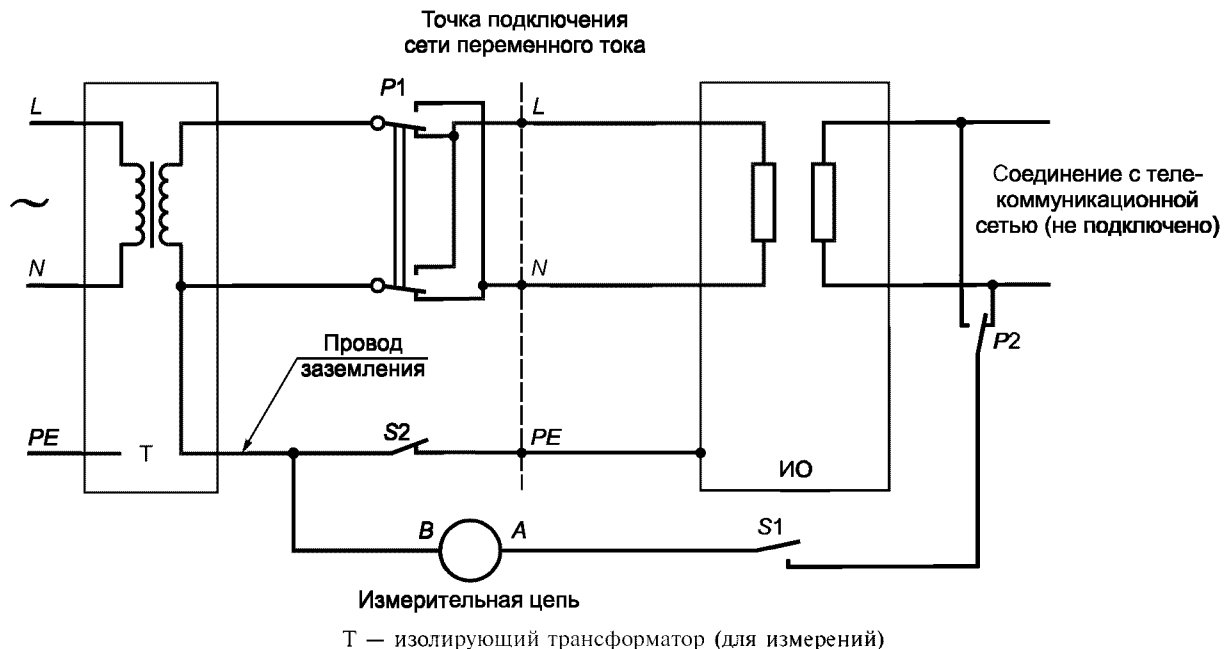 Точка подключения
сети переменного тока
P1
L
L
N
N
~
Соединение с теле-
коммуникационной
сетью (не подключено)
P2
Провод
заземления
S2
PE
PE
T
ИО
B
A
S1
Измерительная цепь
Т — изолирующий трансформатор (для измерений)